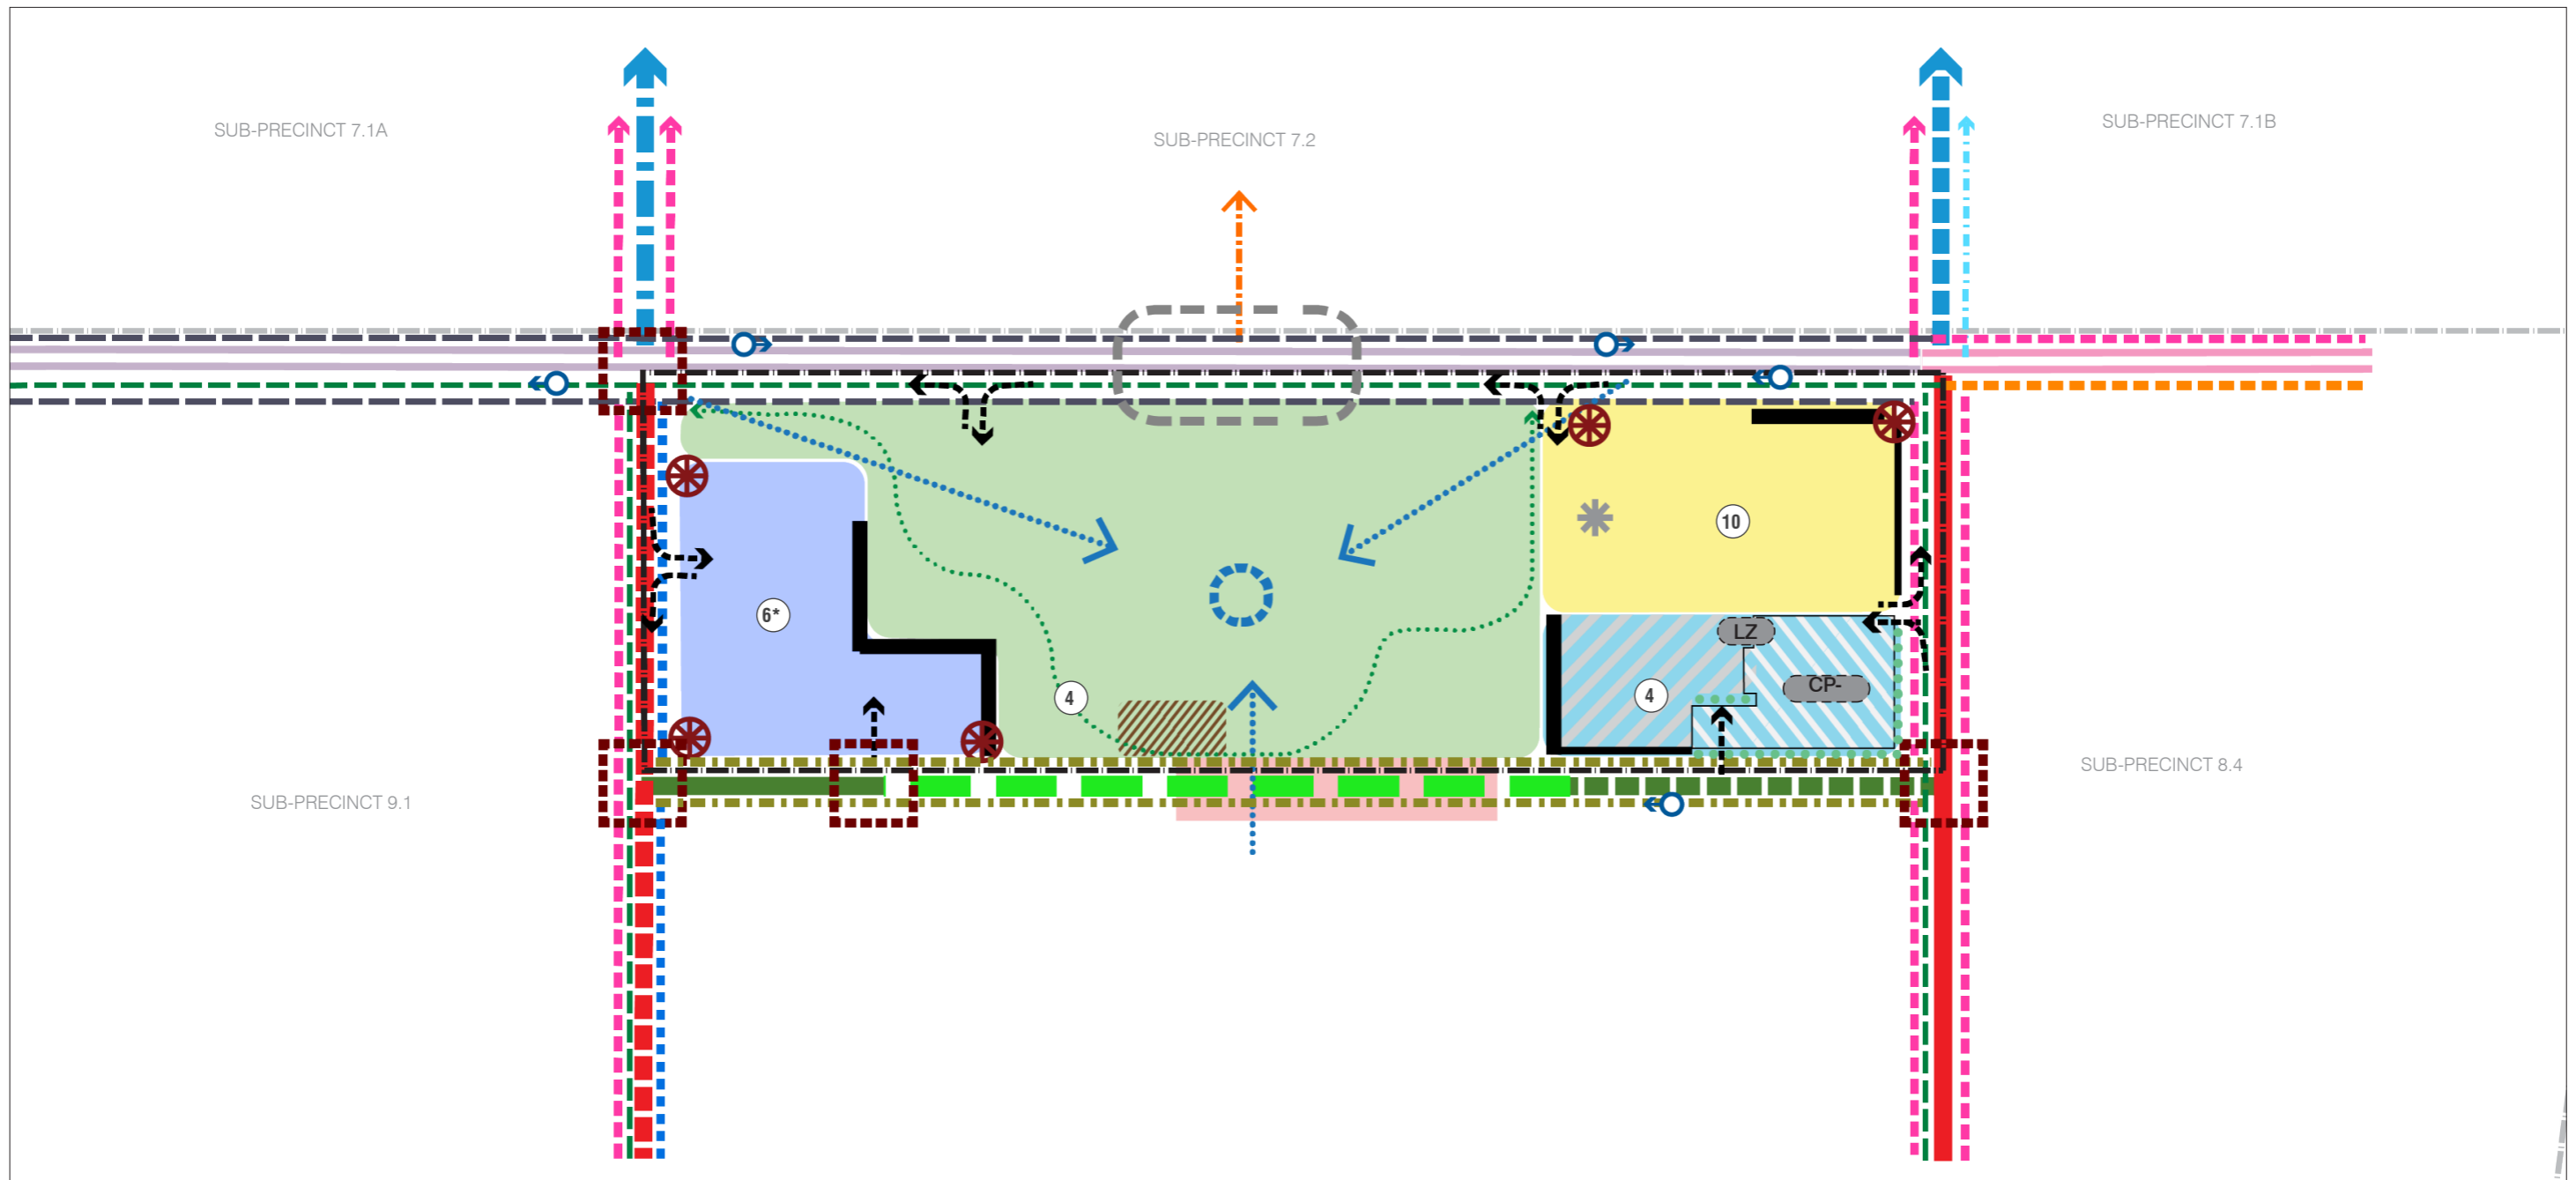 SUB-PRECINCT 7.1A
SUB-PRECINCT 7.2
SUB-PRECINCT 7.1B
10
6*
LZ
CP-
4
4
SUB-PRECINCT 9.1
SUB-PRECINCT 8.4